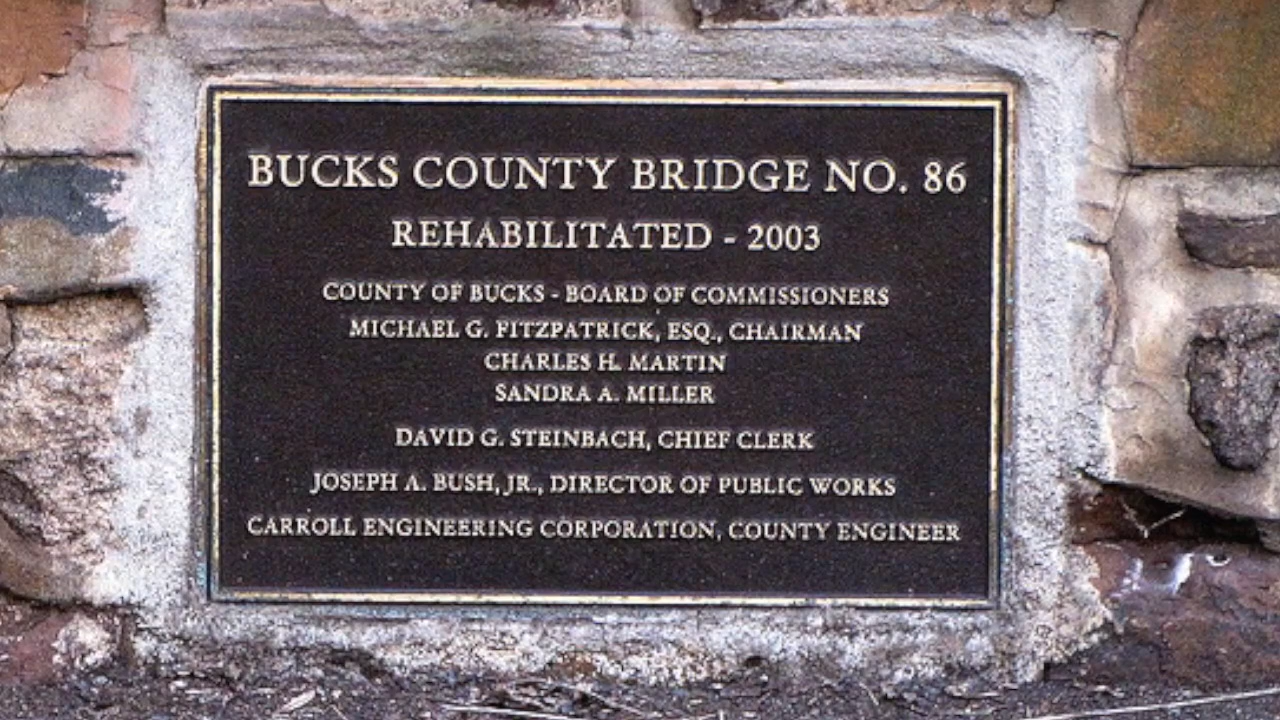 BUCKS COUNTY BRIDGE NO. 86
REHABILITATED - 2003
COUNTY OF BUCKS - BOARD OF COMMISSIONERS
MICHAEL G. FITZPATRICK, ESQ., CHAIRMAN
CHARLES H. MARTIN
SANDRA A. MILLER
DAVID G. STEINBACH, CHIEF CLERK
JOSEPH A. BUSH, JR., DIRECTOR OF PUBLIC WORKS
CARROLL ENGINEERING CORPORATION, COUNTY ENGINEER